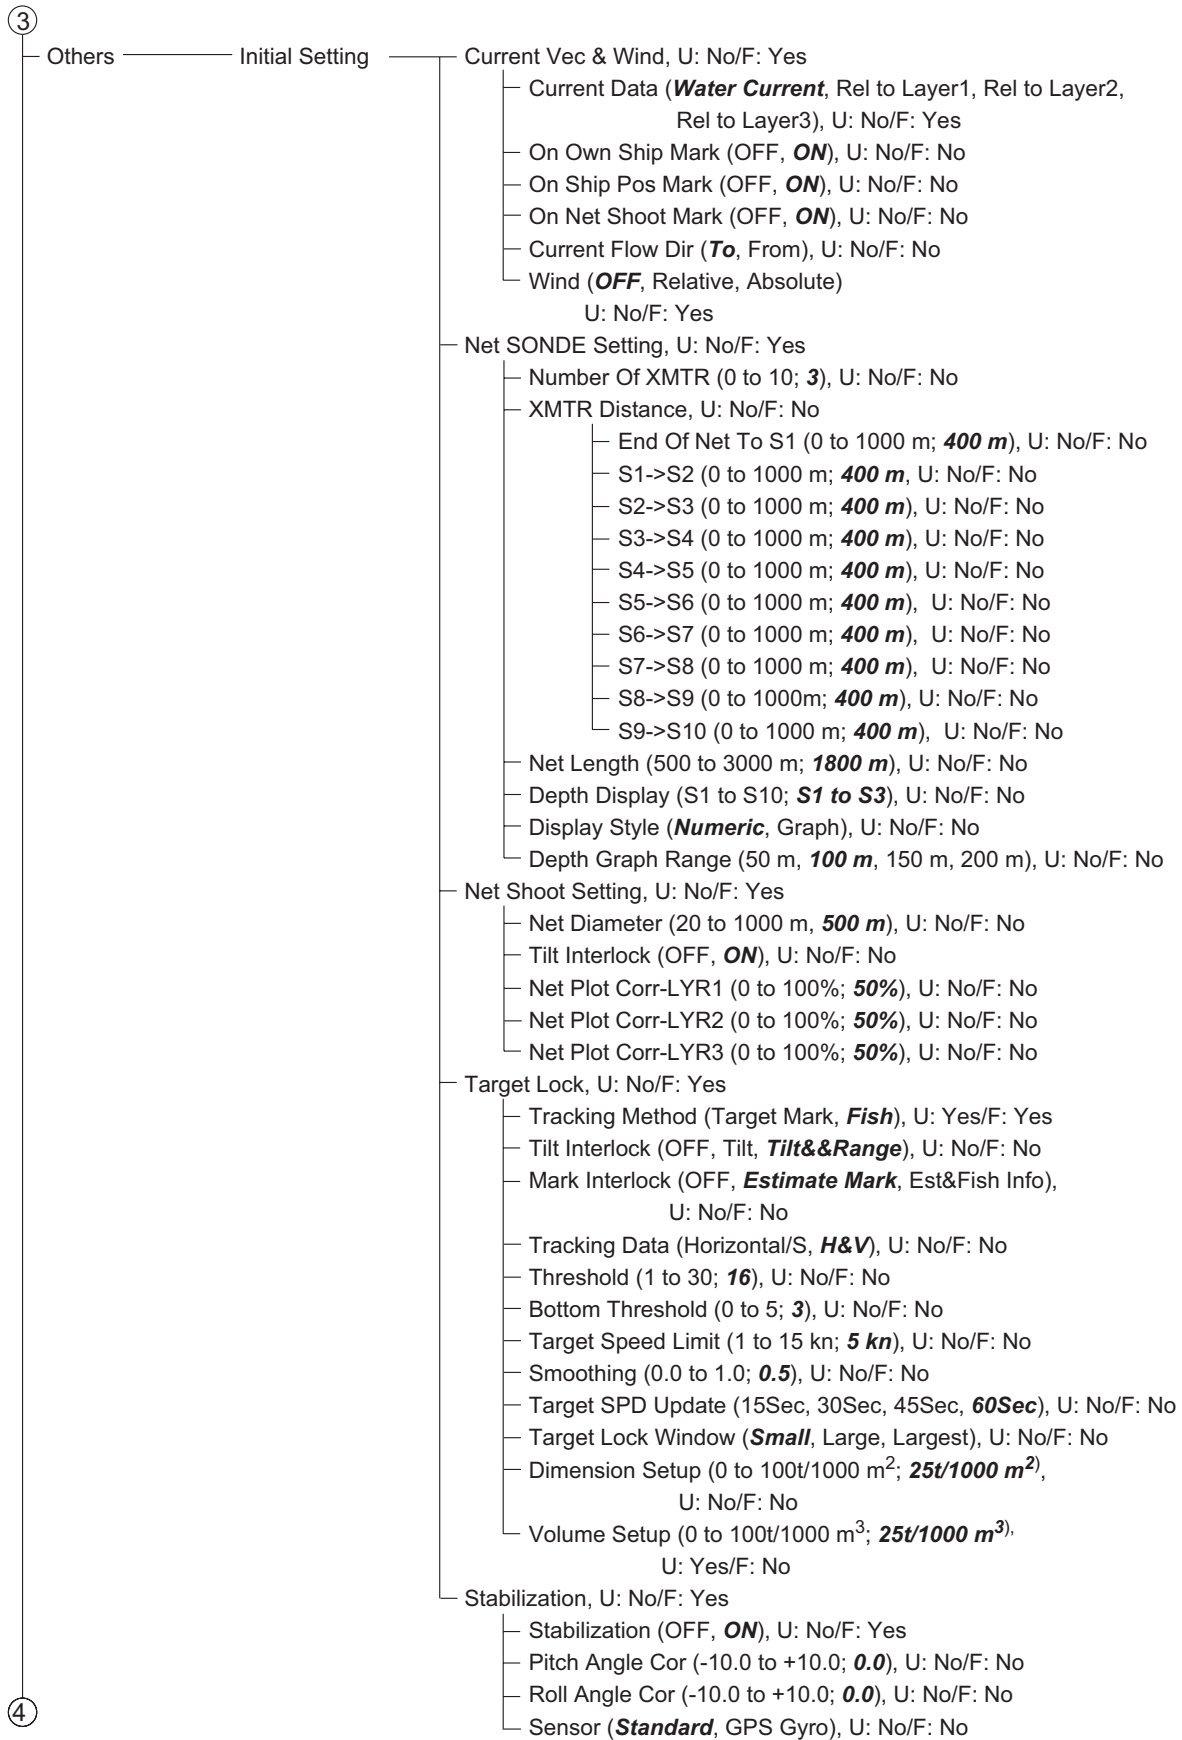 3
Others Initial Setting Current Vec & Wind, U: No/F: Yes
Current Data (Water Current, Rel to Layer1, Rel to Layer2,
Rel to Layer3), U: No/F: Yes
On Own Ship Mark (OFF, ON), U: No/F: No
On Ship Pos Mark (OFF, ON), U: No/F: No
On Net Shoot Mark (OFF, ON), U: No/F: No
Current Flow Dir (To, From), U: No/F: No
Wind (OFF, Relative, Absolute)
U: No/F: Yes
Net SONDE Setting, U: No/F: Yes
Number Of XMTR (0 to 10; 3), U: No/F: No
XMTR Distance, U: No/F: No
End Of Net To S1 (0 to 1000 m; 400 m), U: No/F: No
S1->S2 (0 to 1000 m; 400 m, U: No/F: No
S2->S3 (0 to 1000 m; 400 m), U: No/F: No
S3->S4 (0 to 1000 m; 400 m), U: No/F: No
S4->S5 (0 to 1000 m; 400 m), U: No/F: No
S5->S6 (0 to 1000 m; 400 m), U: No/F: No
S6->S7 (0 to 1000 m; 400 m), U: No/F: No
S7->S8 (0 to 1000 m; 400 m), U: No/F: No
S8->S9 (0 to 1000m; 400 m), U: No/F: No
S9->S10 (0 to 1000 m; 400 m), U: No/F: No
Net Length (500 to 3000 m; 1800 m), U: No/F: No
Depth Display (S1 to S10; S1 to S3), U: No/F: No
Display Style (Numeric, Graph), U: No/F: No
Depth Graph Range (50 m, 100 m, 150 m, 200 m), U: No/F: No
Net Shoot Setting, U: No/F: Yes
Net Diameter (20 to 1000 m, 500 m), U: No/F: No
Tilt Interlock (OFF, ON), U: No/F: No
Net Plot Corr-LYR1 (0 to 100%; 50%), U: No/F: No
Net Plot Corr-LYR2 (0 to 100%; 50%), U: No/F: No
Net Plot Corr-LYR3 (0 to 100%; 50%), U: No/F: No
Target Lock, U: No/F: Yes
Tracking Method (Target Mark, Fish), U: Yes/F: Yes
Tilt Interlock (OFF, Tilt, Tilt&&Range), U: No/F: No
Mark Interlock (OFF, Estimate Mark, Est&Fish Info),
U: No/F: No
Tracking Data (Horizontal/S, H&V), U: No/F: No
Threshold (1 to 30; 16), U: No/F: No
Bottom Threshold (0 to 5; 3), U: No/F: No
Target Speed Limit (1 to 15 kn; 5 kn), U: No/F: No
Smoothing (0.0 to 1.0; 0.5), U: No/F: No
Target SPD Update (15Sec, 30Sec, 45Sec, 60Sec), U: No/F: No
Target Lock Window (Small, Large, Largest), U: No/F: No
Dimension Setup (0 to 100t/1000 m²; 25t/1000 m²⁾,
U: No/F: No
Volume Setup (0 to 100t/1000 m³; 25t/1000 m³⁾,
U: Yes/F: No
Stabilization, U: No/F: Yes
Stabilization (OFF, ON), U: No/F: Yes
Pitch Angle Cor (-10.0 to +10.0; 0.0), U: No/F: No
Roll Angle Cor (-10.0 to +10.0; 0.0), U: No/F: No
Sensor (Standard, GPS Gyro), U: No/F: No
4